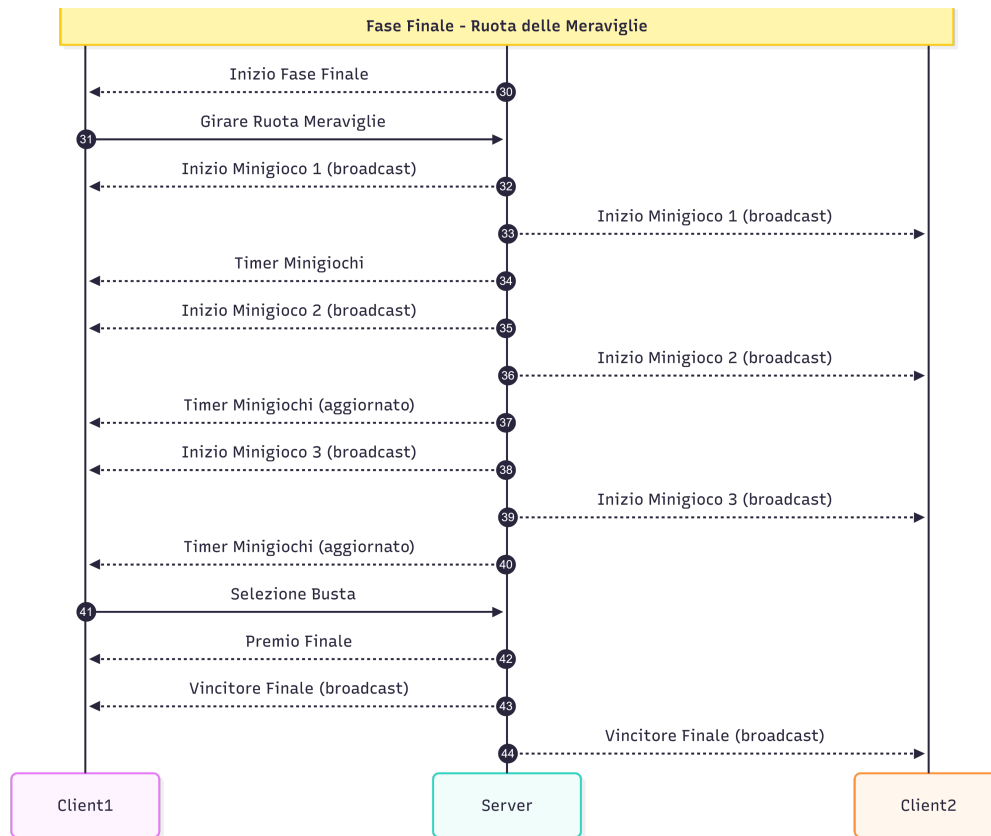 Fase Finale - Ruota delle Meraviglie
Inizio Fase Finale
30
Girare Ruota Meraviglie
31
Inizio Minigioco 1 (broadcast)
32
Inizio Minigioco 1 (broadcast)
33
Timer Minigiochi
34
Inizio Minigioco 2 (broadcast)
35
Inizio Minigioco 2 (broadcast)
36
Timer Minigiochi (aggiornato)
37
Inizio Minigioco 3 (broadcast)
38
Inizio Minigioco 3 (broadcast)
39
Timer Minigiochi (aggiornato)
40
Selezione Busta
41
Premio Finale
42
Vincitore Finale (broadcast)
43
Vincitore Finale (broadcast)
44
Client1
Server
Client2